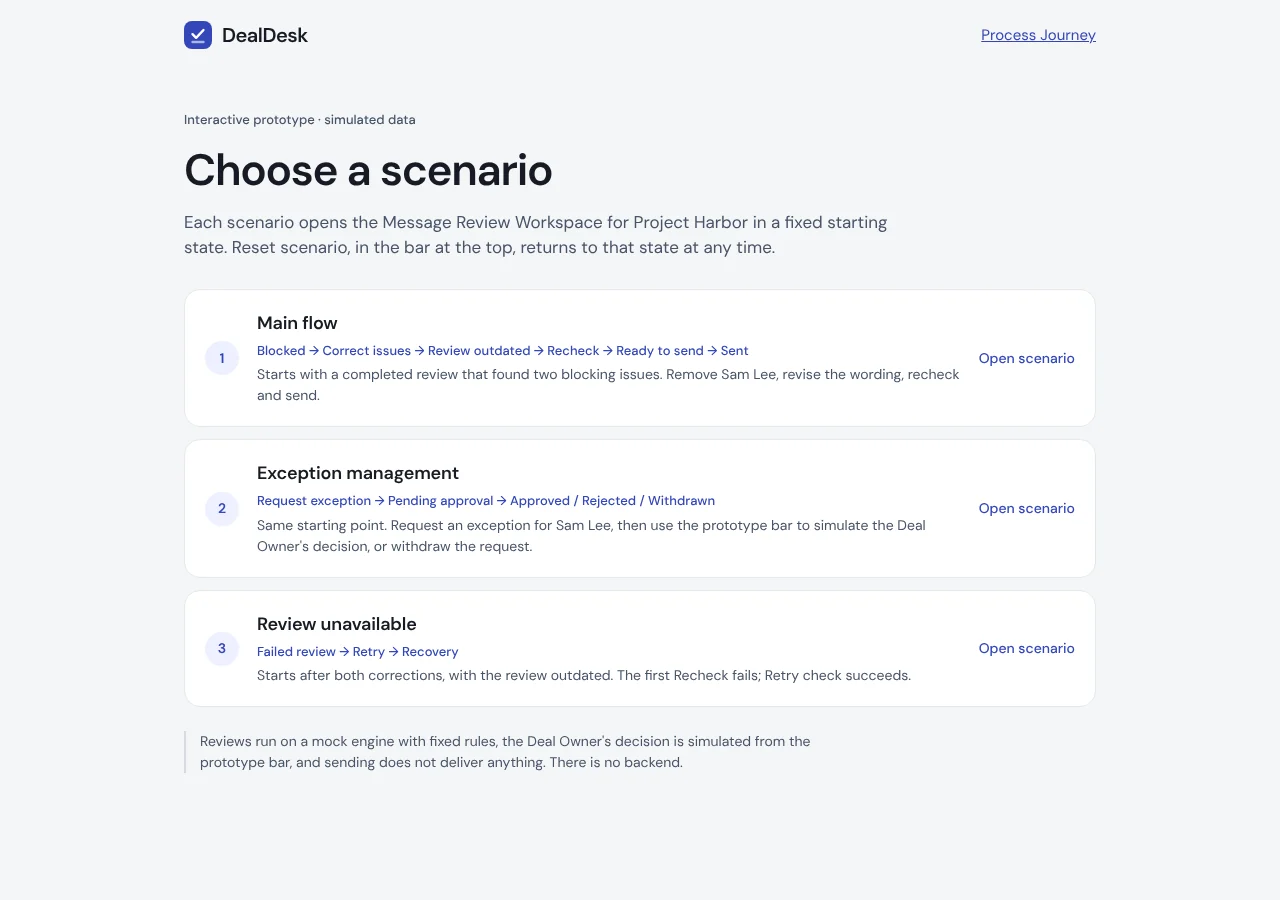 DealDesk
Process Journey
Interactive prototype · simulated data
Choose a scenario
Each scenario opens the Message Review Workspace for Project Harbor in a fixed starting
state. Reset scenario, in the bar at the top, returns to that state at any time.
1
Main flow
Blocked → Correct issues → Review outdated → Recheck → Ready to send → Sent
Starts with a completed review that found two blocking issues. Remove Sam Lee, revise the wording, recheck
and send.
Open scenario
2
Exception management
Request exception → Pending approval → Approved / Rejected / Withdrawn
Same starting point. Request an exception for Sam Lee, then use the prototype bar to simulate the Deal
Owner's decision, or withdraw the request.
Open scenario
3
Review unavailable
Failed review → Retry → Recovery
Starts after both corrections, with the review outdated. The first Recheck fails; Retry check succeeds.
Open scenario
Reviews run on a mock engine with fixed rules, the Deal Owner's decision is simulated from the
prototype bar, and sending does not deliver anything. There is no backend.